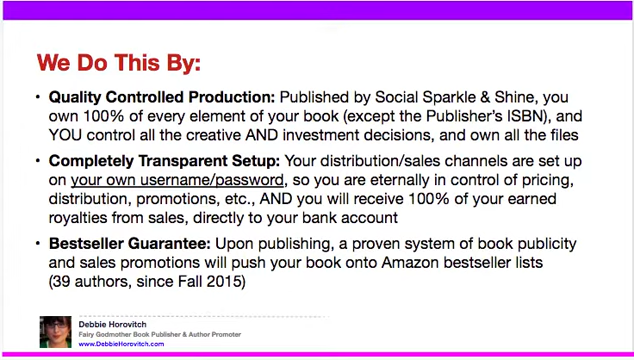 We Do This By:
• Quality Controlled Production: Published by Social Sparkle & Shine, you
own 100% of every element of your book (except the Publisher's ISBN), and
YOU control all the creative AND investment decisions, and own all the files
• Completely Transparent Setup: Your distribution/sales channels are set up
on your own username/password, so you are eternally in control of pricing,
distribution, promotions, etc., AND you will receive 100% of your earned
royalties from sales, directly to your bank account
• Bestseller Guarantee: Upon publishing, a proven system of book publicity
and sales promotions will push your book onto Amazon bestseller lists
(39 authors, since Fall 2015)
Debbie Horovitch
Fairy Godmother Book Publisher & Author Promoter
www.DebbieHorovitch.com